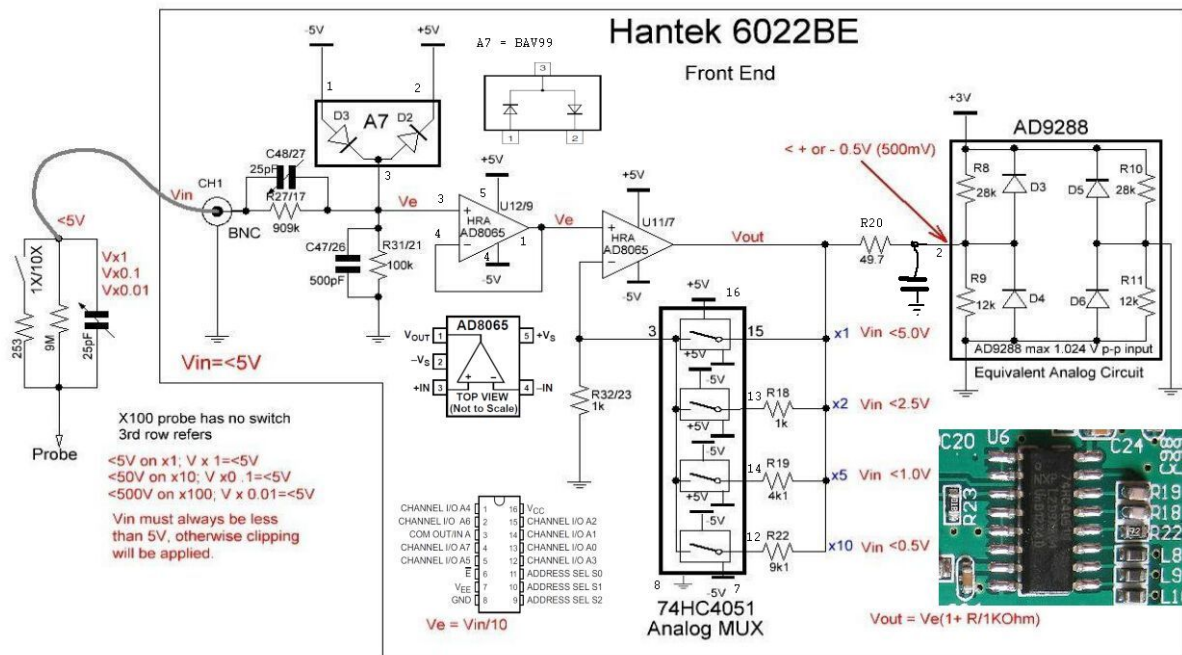 Hantek 6022BE
Front End
-5V
+5V
A7 = BAV99
3
1
2
1
2
D3
A7
D2
3
+3V
AD9288
< + or - 0.5V (500mV)
R8
28k
D3
D5
R10
28k
R9
12k
D4
D6
R11
12k
AD9288 max 1.024 V p-p input
Equivalent Analog Circuit
C48/27
25pF
Vin
CH1
R27/17
909k
BNC
<5V
Ve
3
+5V
5
U12/9
HRA
AD8065
4
1
4
-5V
Ve
+5V
U11/7
HRA
AD8065
-5V
Vout
R20
49.7
2
C47/26
500pF
R31/21
100k
1X/10X
Vx1
Vx0.1
Vx0.01
253
9M
25pF
Probe
Vin=<5V
AD8065
VOUT 1
5 +VS
–VS 2
+IN 3
4 –IN
TOP VIEW
(Not to Scale)
R32/23
1k
+5V
16
3
15
x1 Vin <5.0V
-5V
+5V
13
R18
1k
x2 Vin <2.5V
-5V
+5V
14
R19
4k1
x5 Vin <1.0V
-5V
+5V
12
R22
9k1
x10 Vin <0.5V
8
-5V
7
74HC4051
Analog MUX
X100 probe has no switch
3rd row refers
<5V on x1; V x 1=<5V
<50V on x10; V x0 .1=<5V
<500V on x100; V x 0.01=<5V
Vin must always be less
than 5V, otherwise clipping
will be applied.
CHANNEL I/O A4 1 16 VCC
CHANNEL I/O A6 2 15 CHANNEL I/O A2
COM OUT/IN A 3 14 CHANNEL I/O A1
CHANNEL I/O A7 4 13 CHANNEL I/O A0
CHANNEL I/O A5 5 12 CHANNEL I/O A3
E 6 11 ADDRESS SEL S0
VEE 7 10 ADDRESS SEL S1
GND 8 9 ADDRESS SEL S2
Ve = Vin/10
C20
U6
C24
R23
R19
R18
R22
L8
L9
Vout = Ve(1+ R/1KOhm)